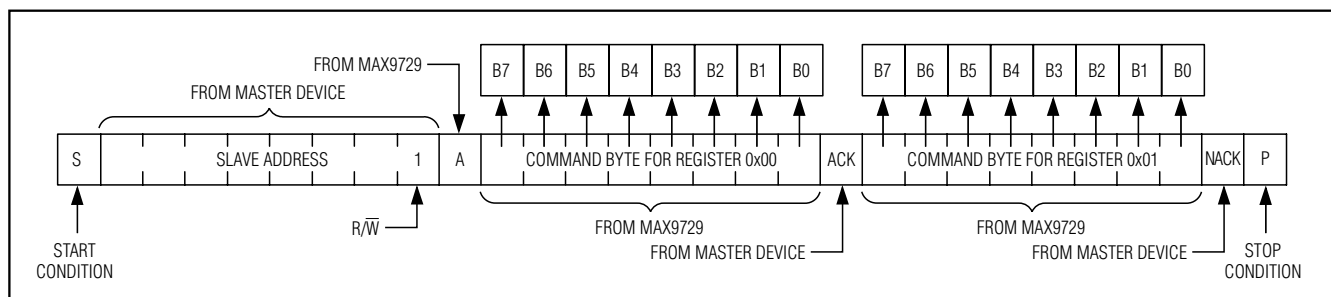 FROM MAX9729
B7 B6 B5 B4 B3 B2 B1 B0
B7 B6 B5 B4 B3 B2 B1 B0
FROM MASTER DEVICE
S SLAVE ADDRESS 1 A COMMAND BYTE FOR REGISTER 0x00 ACK COMMAND BYTE FOR REGISTER 0x01 NACK P
R/W̅
FROM MAX9729
FROM MAX9729
START
CONDITION
FROM MASTER DEVICE
FROM MASTER DEVICE
STOP
CONDITION